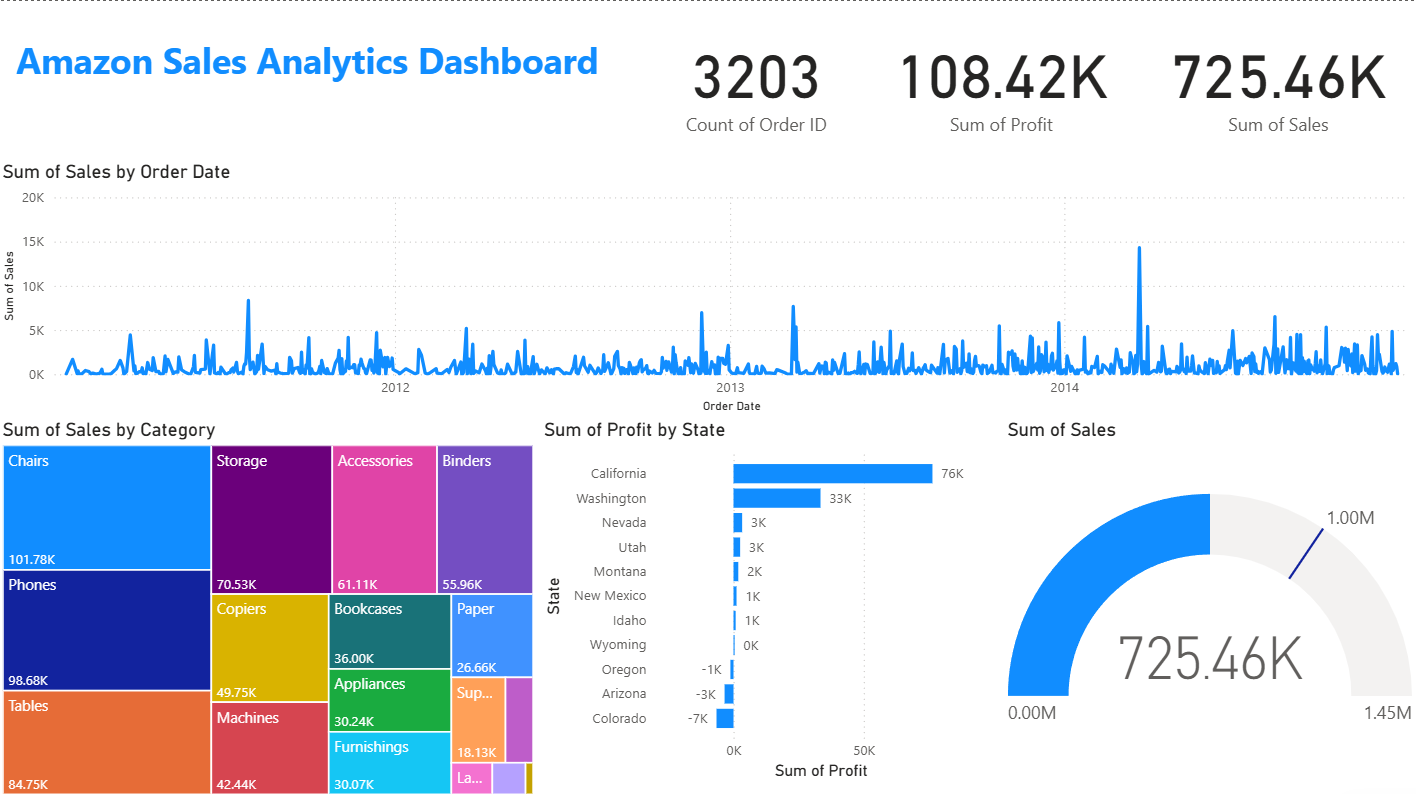 Amazon Sales Analytics Dashboard
3203
Count of Order ID
108.42K
Sum of Profit
725.46K
Sum of Sales
Sum of Sales by Order Date
Sum of Sales
20K
15K
10K
5K
0K
2012
2013
2014
Order Date
Sum of Sales by Category
Chairs
101.78K
Phones
98.68K
Tables
84.75K
Storage
70.53K
Copiers
49.75K
Machines
42.44K
Accessories
61.11K
Binders
55.96K
Bookcases
36.00K
Appliances
30.24K
Furnishings
30.07K
Paper
26.66K
Sup...
18.13K
La...
Sum of Profit by State
State
California 76K
Washington 33K
Nevada 3K
Utah 3K
Montana 2K
New Mexico 1K
Idaho 1K
Wyoming 0K
Oregon -1K
Arizona -3K
Colorado -7K
0K 50K
Sum of Profit
Sum of Sales
1.00M
725.46K
0.00M
1.45M